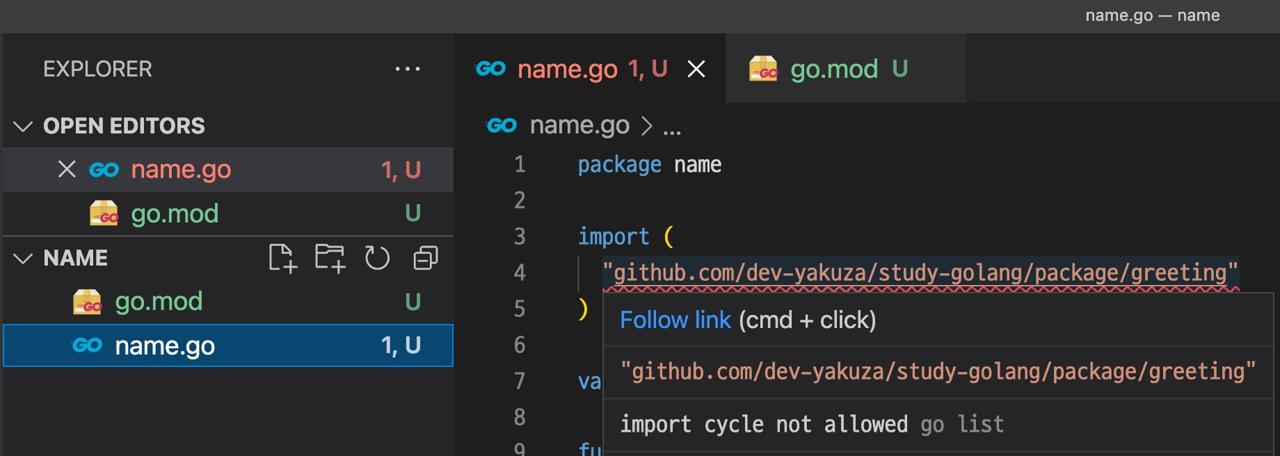 name.go — name
EXPLORER ...
OPEN EDITORS
GO name.go 1, U
GO go.mod U
NAME
GO go.mod U
GO name.go 1, U
GO name.go 1, U
GO go.mod U
GO name.go > ...
1 package name
2
3 import (
4 "github.com/dev-yakuza/study-golang/package/greeting"
5 )
6
7 va
8
9 fu
Follow link (cmd + click)
"github.com/dev-yakuza/study-golang/package/greeting"
import cycle not allowed go list